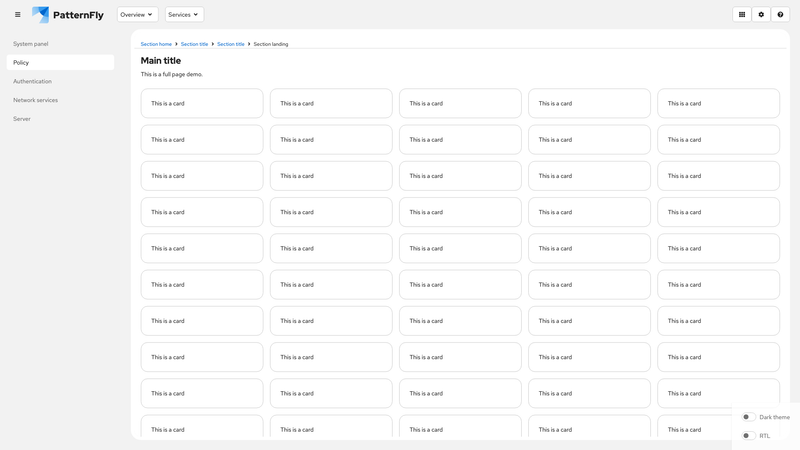 PatternFly Overview Services
System panel
Policy
Authentication
Network services
Server
Section home Section title Section title Section landing
Main title
This is a full page demo.
This is a card This is a card This is a card This is a card This is a card
This is a card This is a card This is a card This is a card This is a card
This is a card This is a card This is a card This is a card This is a card
This is a card This is a card This is a card This is a card This is a card
This is a card This is a card This is a card This is a card This is a card
This is a card This is a card This is a card This is a card This is a card
This is a card This is a card This is a card This is a card This is a card
This is a card This is a card This is a card This is a card This is a card
This is a card This is a card This is a card This is a card This is a card
This is a card This is a card This is a card This is a card This is a card
Dark theme
RTL